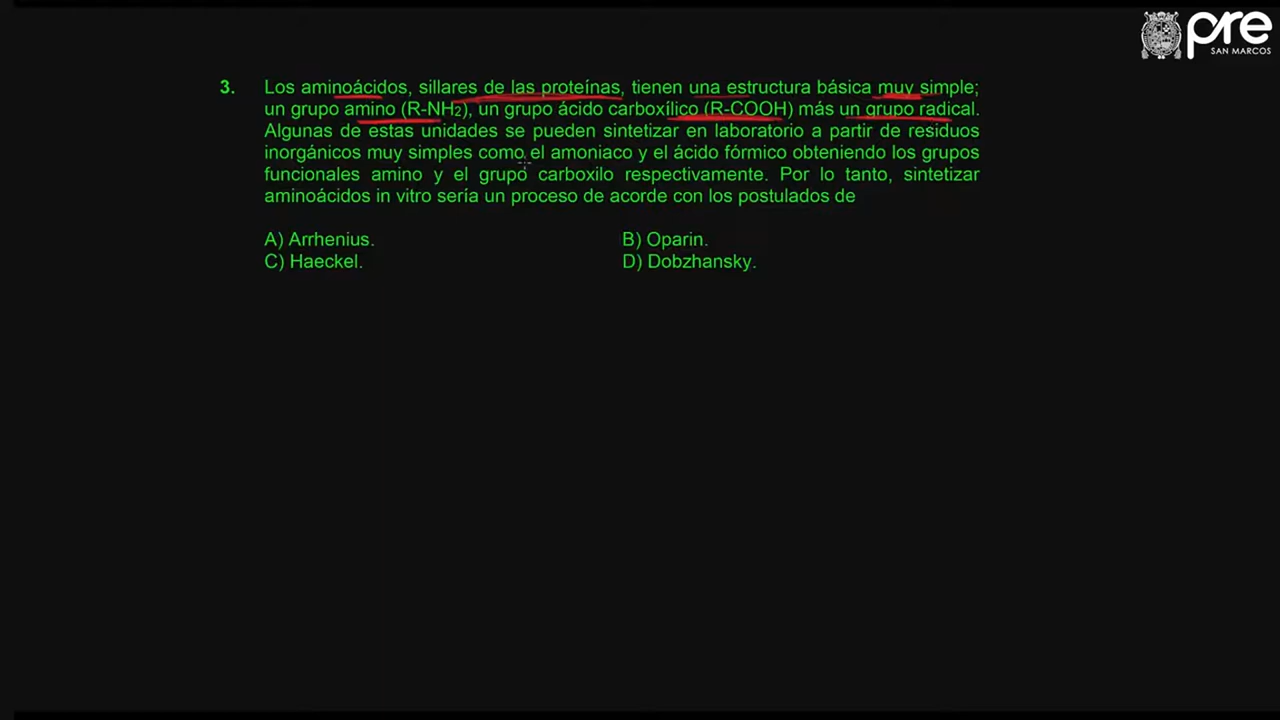 pre
SAN MARCOS
3. Los aminoácidos, sillares de las proteínas, tienen una estructura básica muy simple;
un grupo amino (R-NH2), un grupo ácido carboxílico (R-COOH) más un grupo radical.
Algunas de estas unidades se pueden sintetizar en laboratorio a partir de residuos
inorgánicos muy simples como el amoniaco y el ácido fórmico obteniendo los grupos
funcionales amino y el grupo carboxilo respectivamente. Por lo tanto, sintetizar
aminoácidos in vitro sería un proceso de acorde con los postulados de
A) Arrhenius. B) Oparin.
C) Haeckel. D) Dobzhansky.